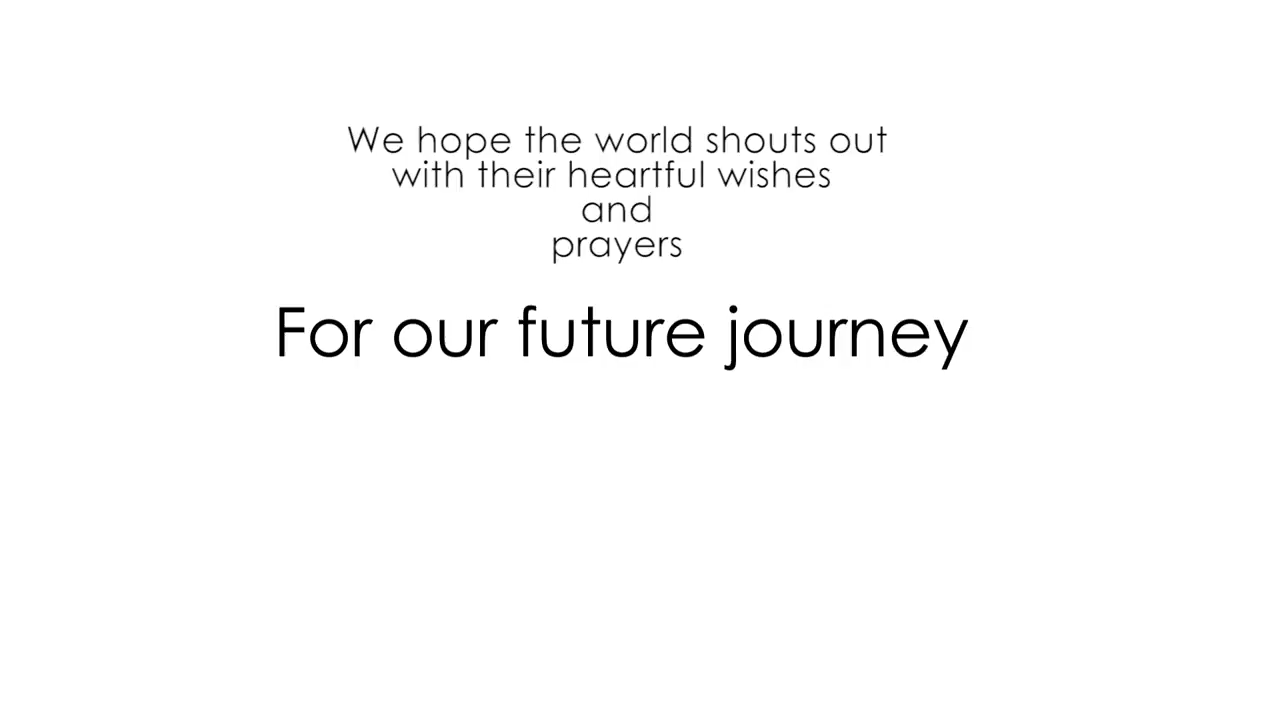 We hope the world shouts out
with their heartful wishes
and
prayers
For our future journey